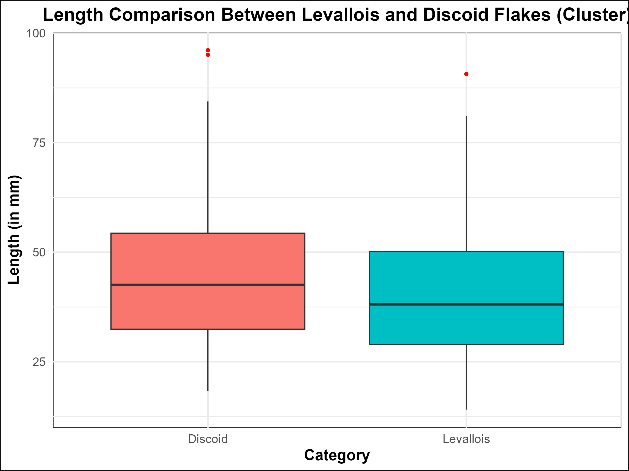 Length Comparison Between Levallois and Discoid Flakes (Cluster)
100
75
50
25
Length (in mm)
Discoid
Levallois
Category